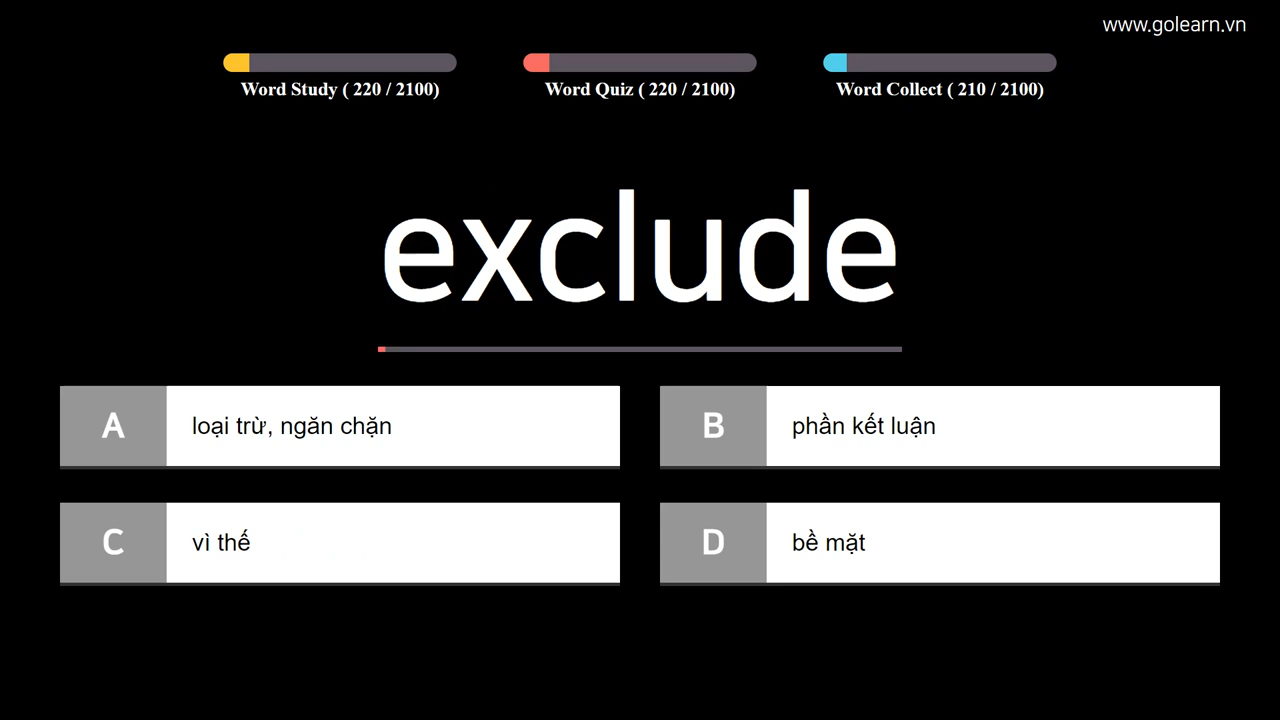 www.golearn.vn
Word Study ( 220 / 2100)
Word Quiz ( 220 / 2100)
Word Collect ( 210 / 2100)
exclude
A loại trừ, ngăn chặn
B phần kết luận
C vì thế
D bề mặt